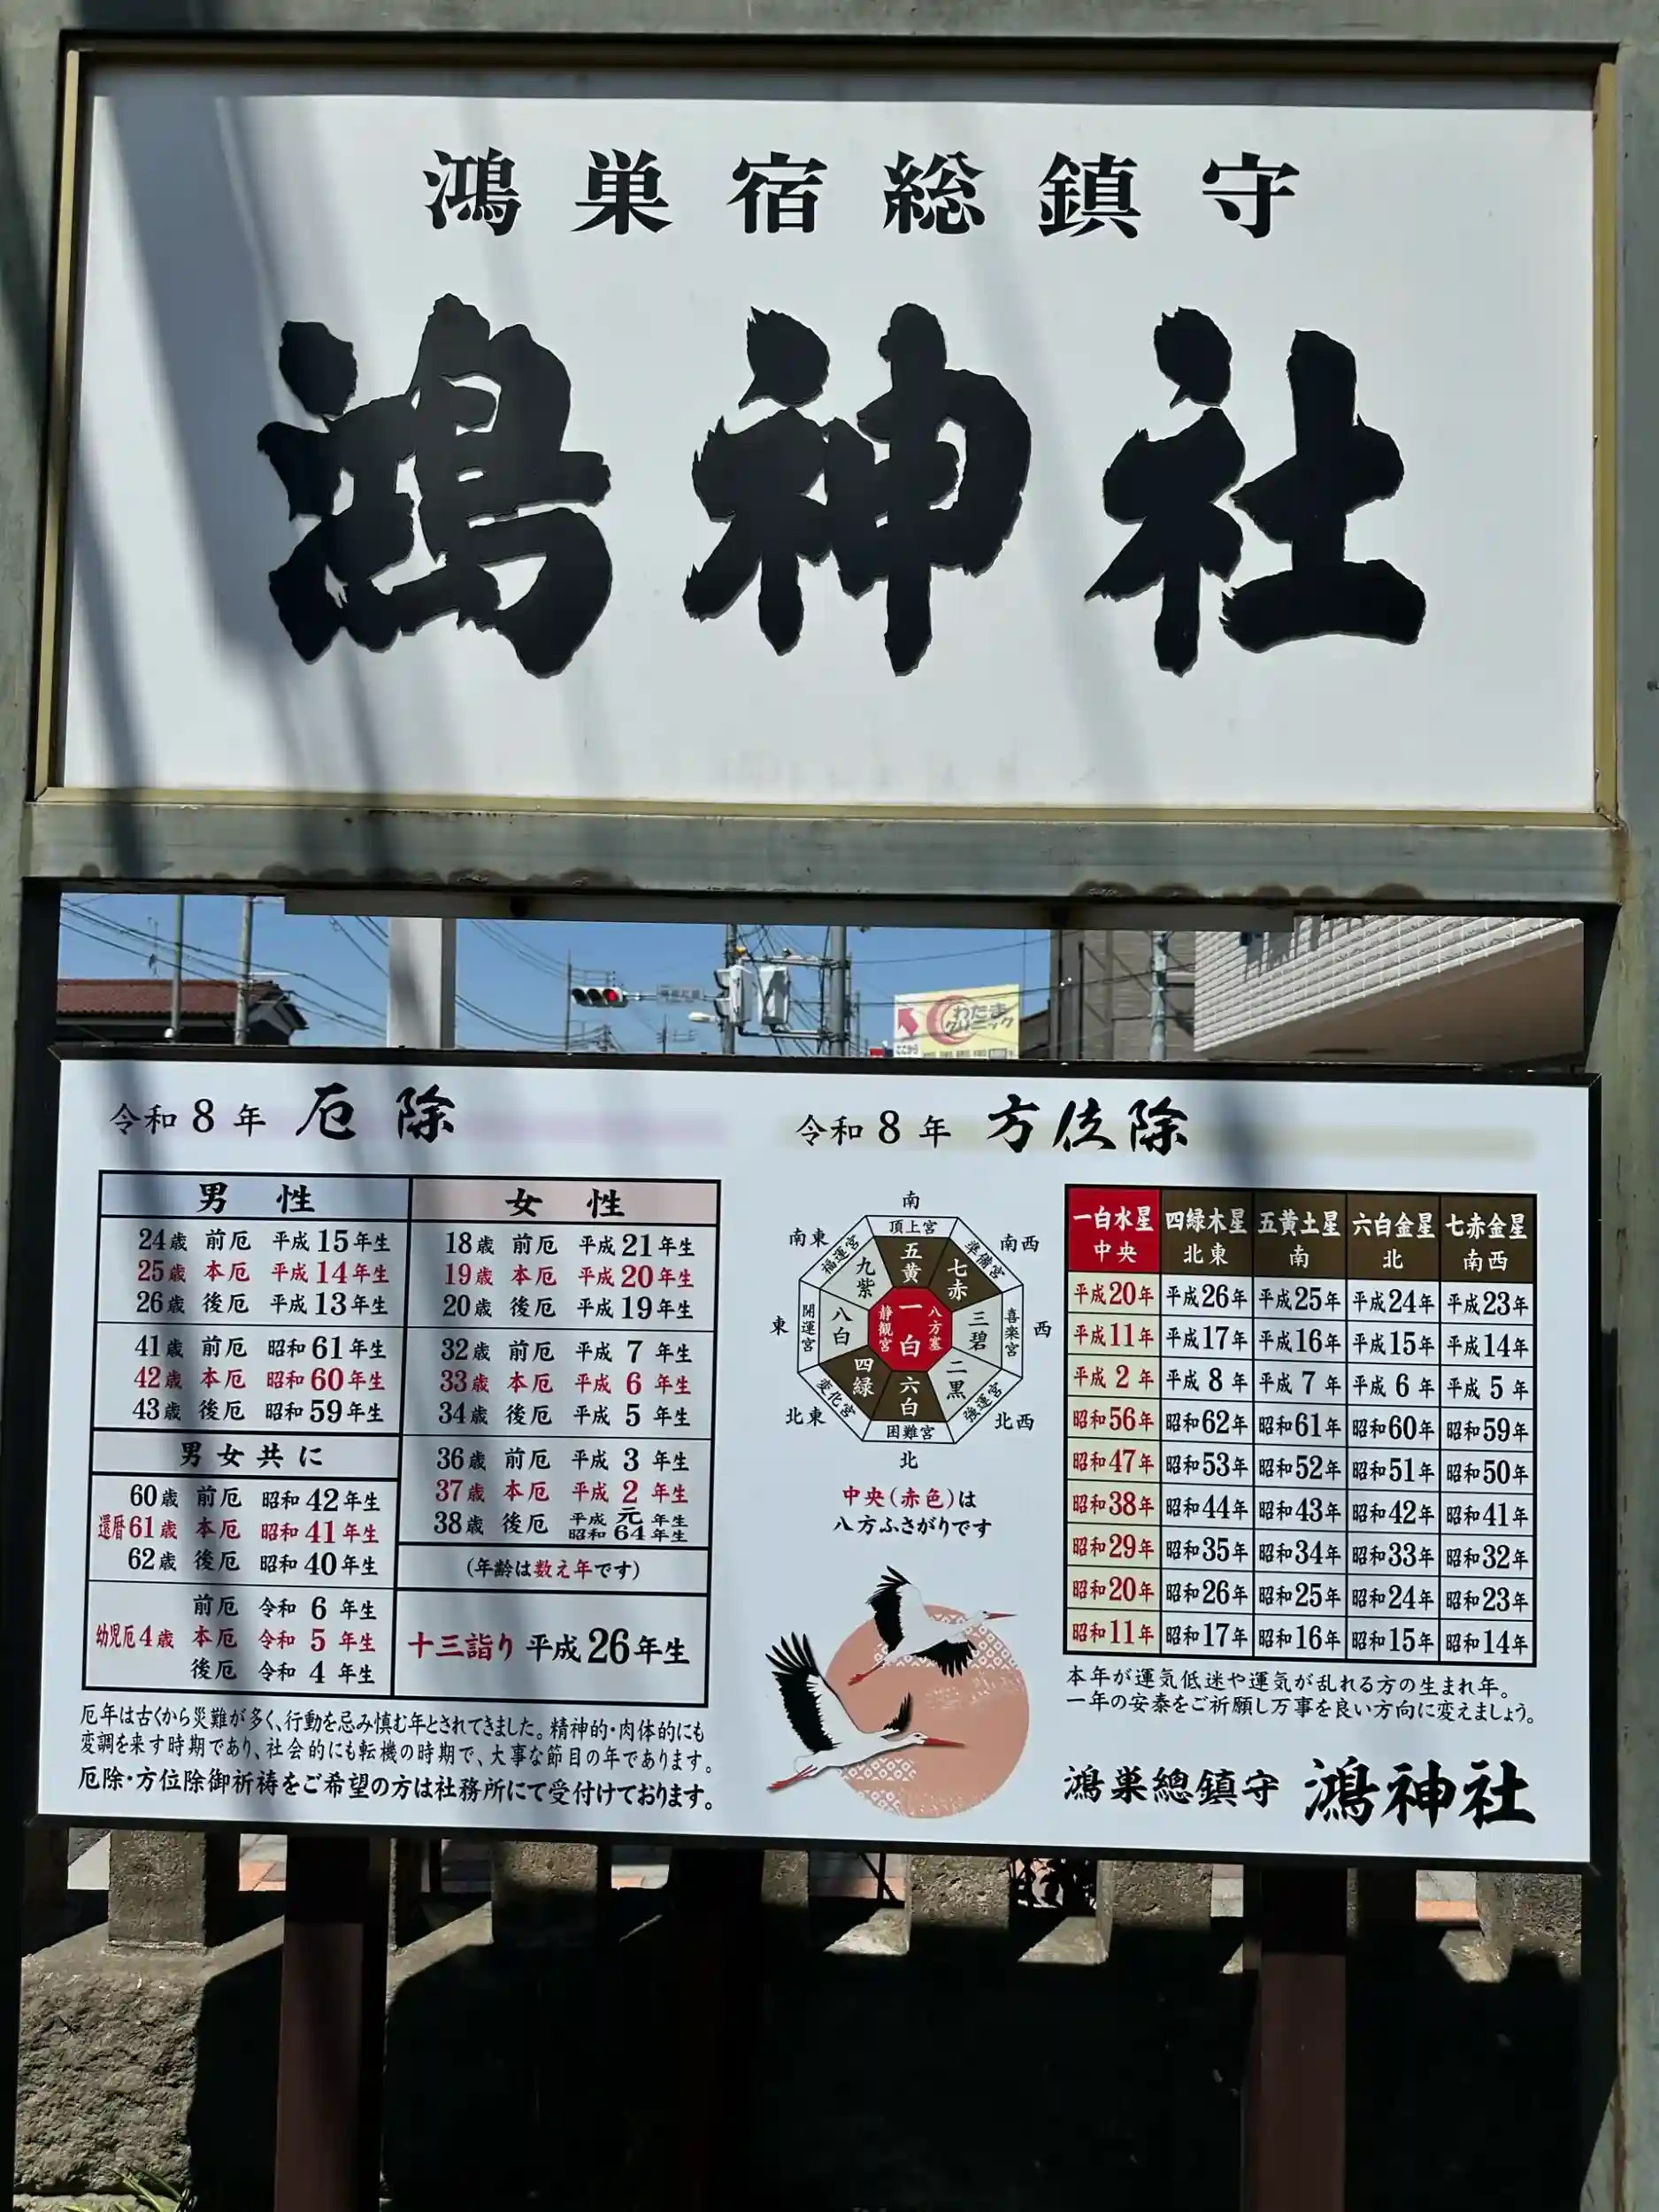 鴻巣宿総鎮守
鴻神社
わたまクリニック
令和8年 厄除
男性
24歳 前厄 平成15年生
25歳 本厄 平成14年生
26歳 後厄 平成13年生
41歳 前厄 昭和61年生
42歳 本厄 昭和60年生
43歳 後厄 昭和59年生
男女共に
60歳 前厄 昭和42年生
還暦61歳 本厄 昭和41年生
62歳 後厄 昭和40年生
前厄 令和6年生
幼児厄4歳 本厄 令和5年生
後厄 令和4年生
女性
18歳 前厄 平成21年生
19歳 本厄 平成20年生
20歳 後厄 平成19年生
32歳 前厄 平成7年生
33歳 本厄 平成6年生
34歳 後厄 平成5年生
36歳 前厄 平成3年生
37歳 本厄 平成2年生
38歳 後厄 平成元年生 昭和64年生
(年齢は数え年です)
十三詣り 平成26年生
厄年は古くから災難が多く、行動を忌み慎む年とされてきました。精神的・肉体的にも
変調を来す時期であり、社会的にも転機の時期で、大事な節目の年であります。
厄除・方位除御祈祷をご希望の方は社務所にて受付けております。
令和8年 方位除
南
南東 頂上宮 南西
福運宮 五黄 準備宮
九紫 七赤
東 開運宮 八白 静観宮 一白 八方塞 三碧 喜楽宮 西
四緑 二黒
変化宮 六白 強運宮
北東 困難宮 北西
北
中央(赤色)は
八方ふさがりです
一白水星 四緑木星 五黄土星 六白金星 七赤金星
中央 北東 南 北 南西
平成20年 平成26年 平成25年 平成24年 平成23年
平成11年 平成17年 平成16年 平成15年 平成14年
平成2年 平成8年 平成7年 平成6年 平成5年
昭和56年 昭和62年 昭和61年 昭和60年 昭和59年
昭和47年 昭和53年 昭和52年 昭和51年 昭和50年
昭和38年 昭和44年 昭和43年 昭和42年 昭和41年
昭和29年 昭和35年 昭和34年 昭和33年 昭和32年
昭和20年 昭和26年 昭和25年 昭和24年 昭和23年
昭和11年 昭和17年 昭和16年 昭和15年 昭和14年
本年が運気低迷や運気が乱れる方の生まれ年。
一年の安泰をご祈願し万事を良い方向に変えましょう。
鴻巣總鎮守 鴻神社